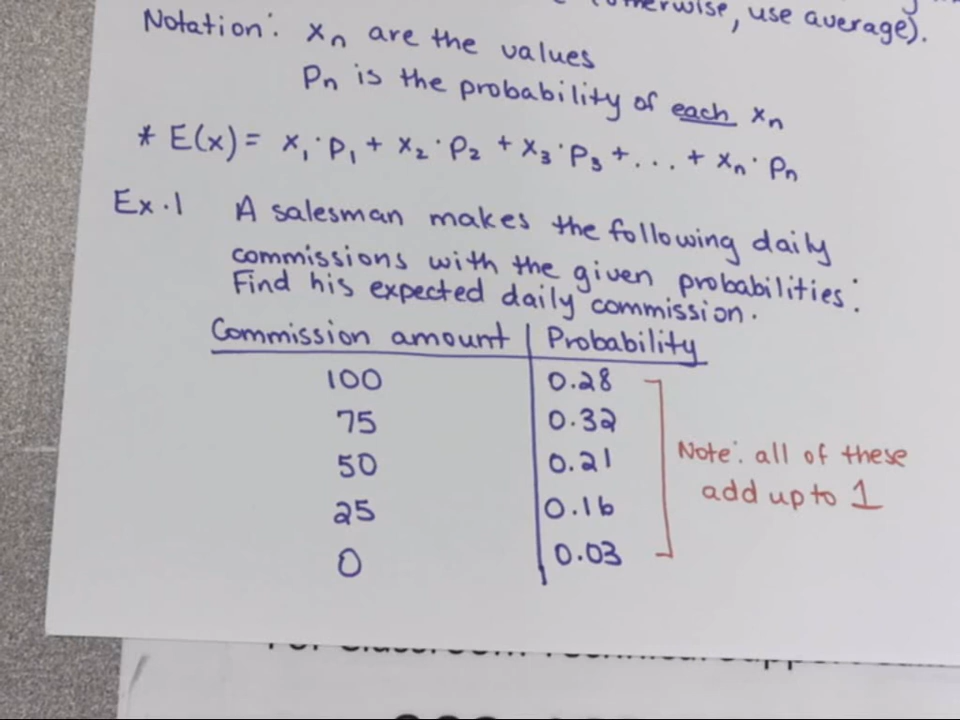 use average).
Notation: xn are the values
Pn is the probability of each xn
* E(x) = x1·P1 + x2·P2 + x3·P3 + ... + xn·Pn
Ex.1 A salesman makes the following daily
commissions with the given probabilities:
Find his expected daily commission.
Commission amount | Probability
100 0.28
75 0.32
50 0.21
25 0.16
0 0.03
Note: all of these
add up to 1